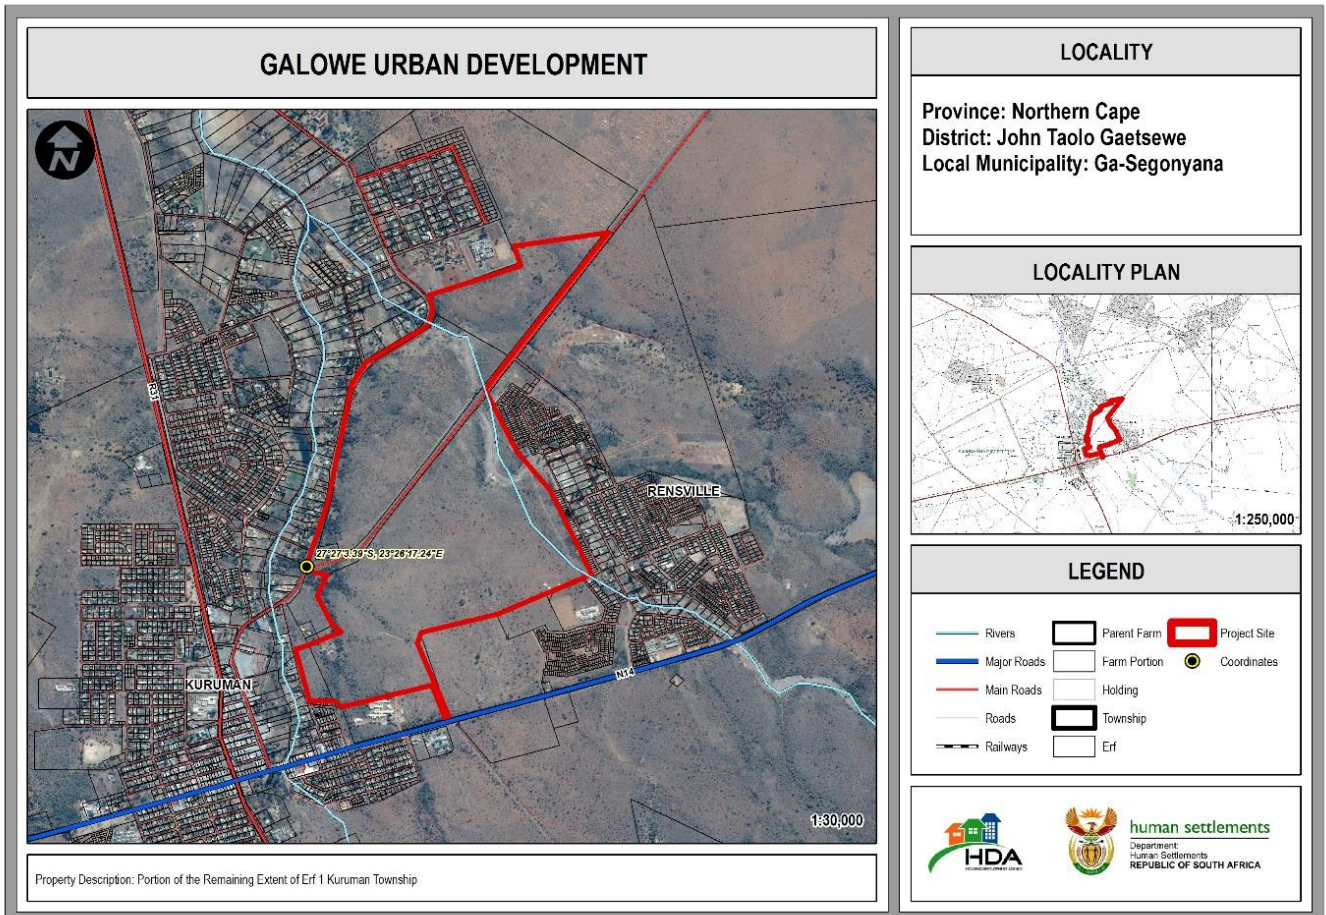 GALOWE URBAN DEVELOPMENT
N
R31
27°27'3.39"S, 23°26'17.24"E
RENSVILLE
KURUMAN
N14
1:30,000
Property Description: Portion of the Remaining Extent of Erf 1 Kuruman Township
LOCALITY
Province: Northern Cape
District: John Taolo Gaetsewe
Local Municipality: Ga-Segonyana
LOCALITY PLAN
1:250,000
LEGEND
Rivers
Parent Farm
Project Site
Major Roads
Farm Portion
Coordinates
Main Roads
Holding
Roads
Township
Railways
Erf
HDA
human settlements
Department:
Human Settlements
REPUBLIC OF SOUTH AFRICA